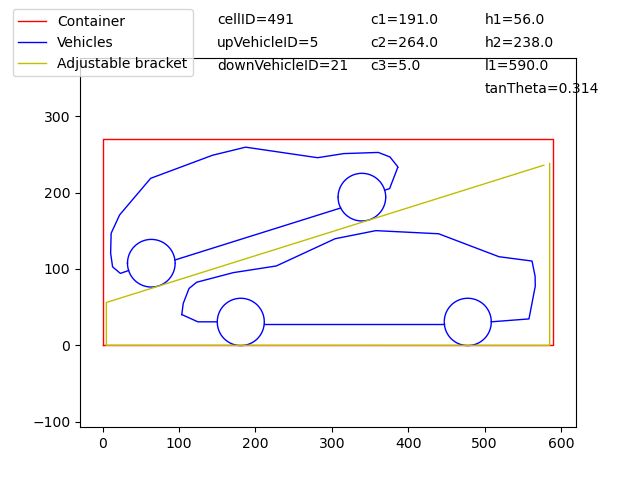 Container
Vehicles
Adjustable bracket
cellID=491
upVehicleID=5
downVehicleID=21
c1=191.0
c2=264.0
c3=5.0
h1=56.0
h2=238.0
l1=590.0
tanTheta=0.314
300
200
100
0
−100
0 100 200 300 400 500 600